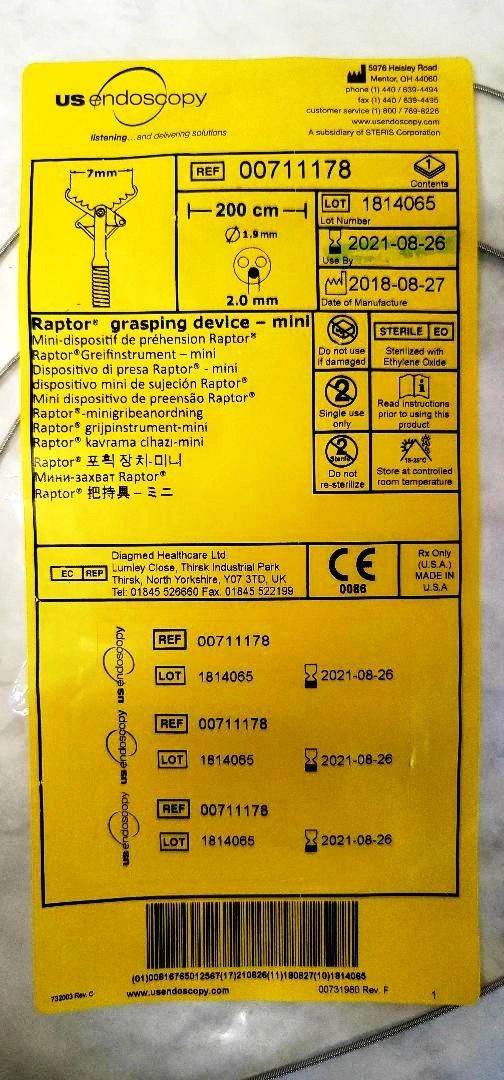 us endoscopy
listening...and delivering solutions
5976 Heisley Road
Mentor, OH 44060
phone (1) 440 / 639-4494
fax (1) 440 / 639-4495
customer service (1) 800 / 769-8226
www.usendoscopy.com
A subsidiary of STERIS Corporation
7mm
REF 00711178
1
Contents
200 cm
1.9mm
2.0 mm
LOT 1814065
Lot Number
2021-08-26
Use By
2018-08-27
Date of Manufacture
Raptor® grasping device – mini
Mini-dispositif de préhension Raptor®
Raptor®Greifinstrument – mini
Dispositivo di presa Raptor® - mini
dispositivo mini de sujeción Raptor®
Mini dispositivo de preensão Raptor®
Raptor®-minigribeanordning
Raptor® grijpinstrument-mini
Raptor® kavrama cihazı-mini
Raptor® 포획 장치-미니
Мини-захват Raptor®
Raptor® 把持具 – ミニ
Do not use
if damaged
STERILE EO
Sterilized with
Ethylene Oxide
2
Single use
only
i
Read instructions
prior to using this
product
2
Sterile
Do not
re-sterilize
15-25°C
Store at controlled
room temperature
EC REP
Diagmed Healthcare Ltd
Lumley Close, Thirsk Industrial Park
Thirsk, North Yorkshire, Y07 3TD, UK
Tel: 01845 526660 Fax: 01845 522199
CE
0086
Rx Only
(U.S.A.)
MADE IN
U.S.A
us endoscopy
REF 00711178
LOT 1814065 2021-08-26
us endoscopy
REF 00711178
LOT 1814065 2021-08-26
us endoscopy
REF 00711178
LOT 1814065 2021-08-26
(01)00816765012567(17)210826(11)180827(10)1814065
732003 Rev. C
www.usendoscopy.com
00731980 Rev. F
1